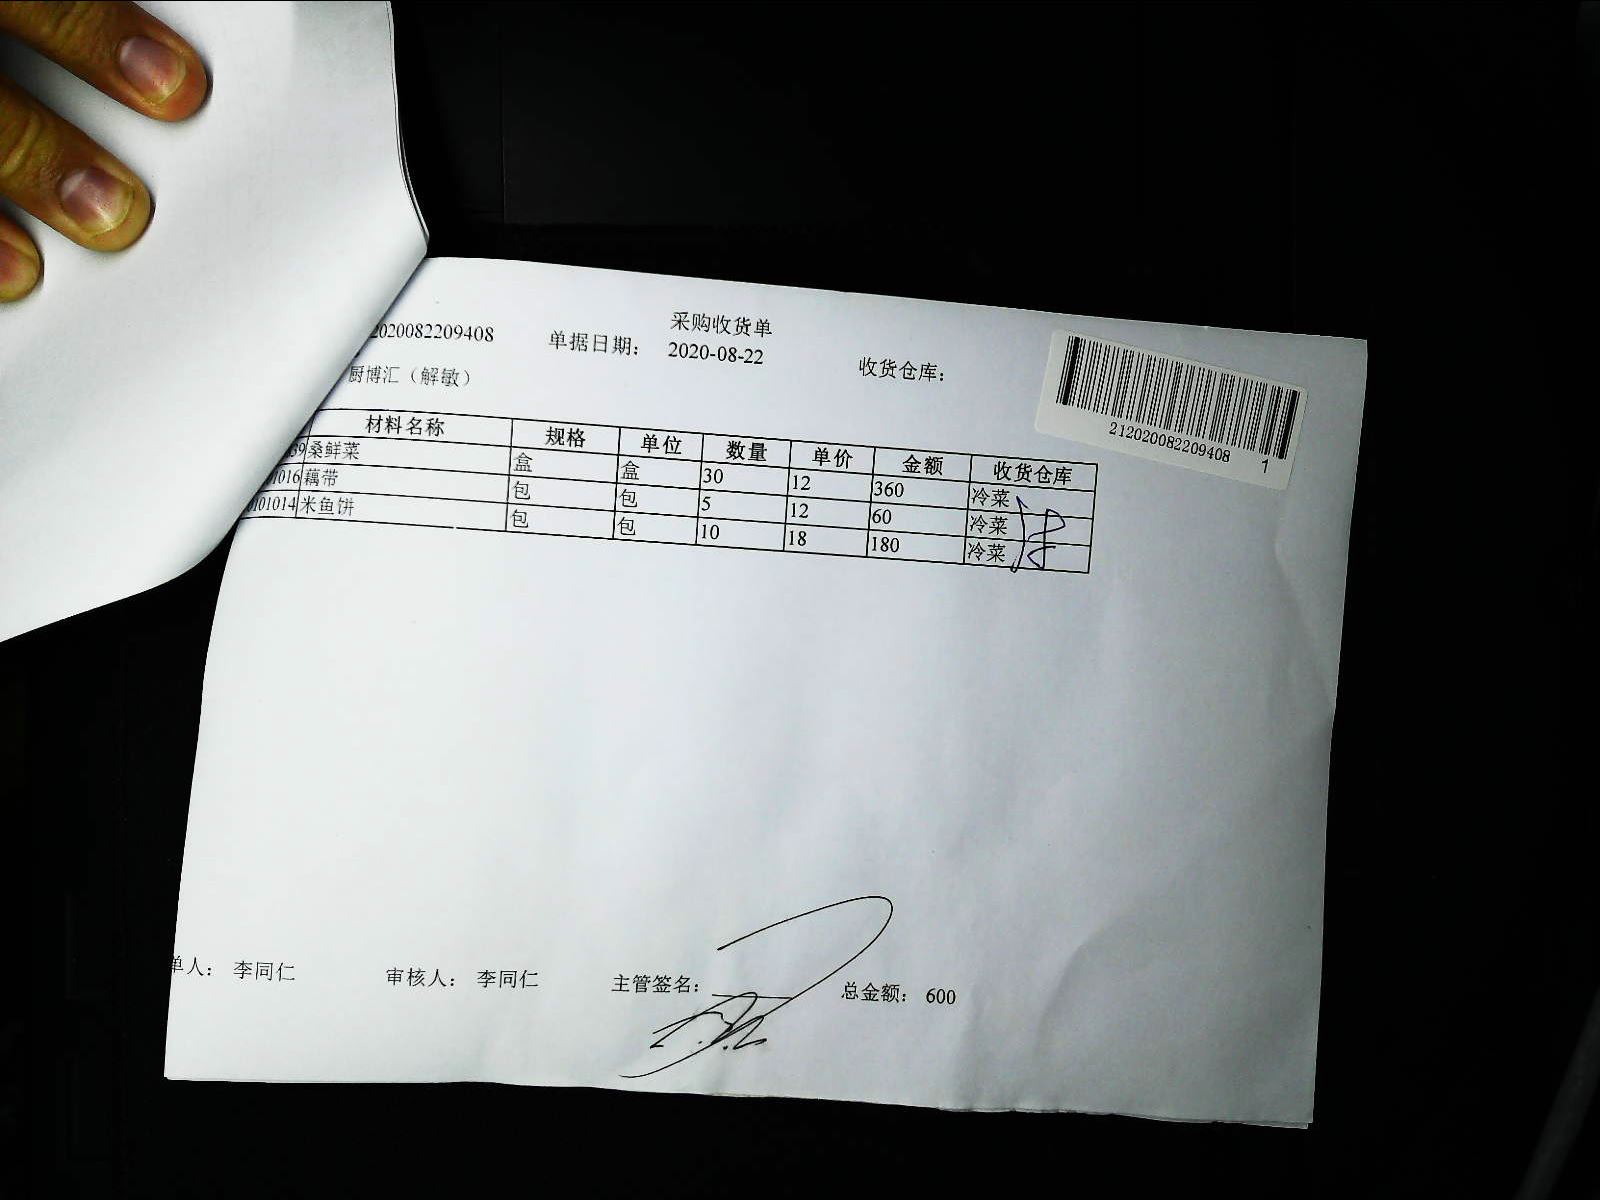 采购收货单
2020082209408 单据日期： 2020-08-22 收货仓库：
厨博汇（解敏）
212020082209408 1
材料名称 规格 单位 数量 单价 金额 收货仓库
39 桑鲜菜 盒 盒 30 12 360 冷菜
1016 藕带 包 包 5 12 60 冷菜
101014 米鱼饼 包 包 10 18 180 冷菜
单人： 李同仁 审核人： 李同仁 主管签名： 总金额： 600